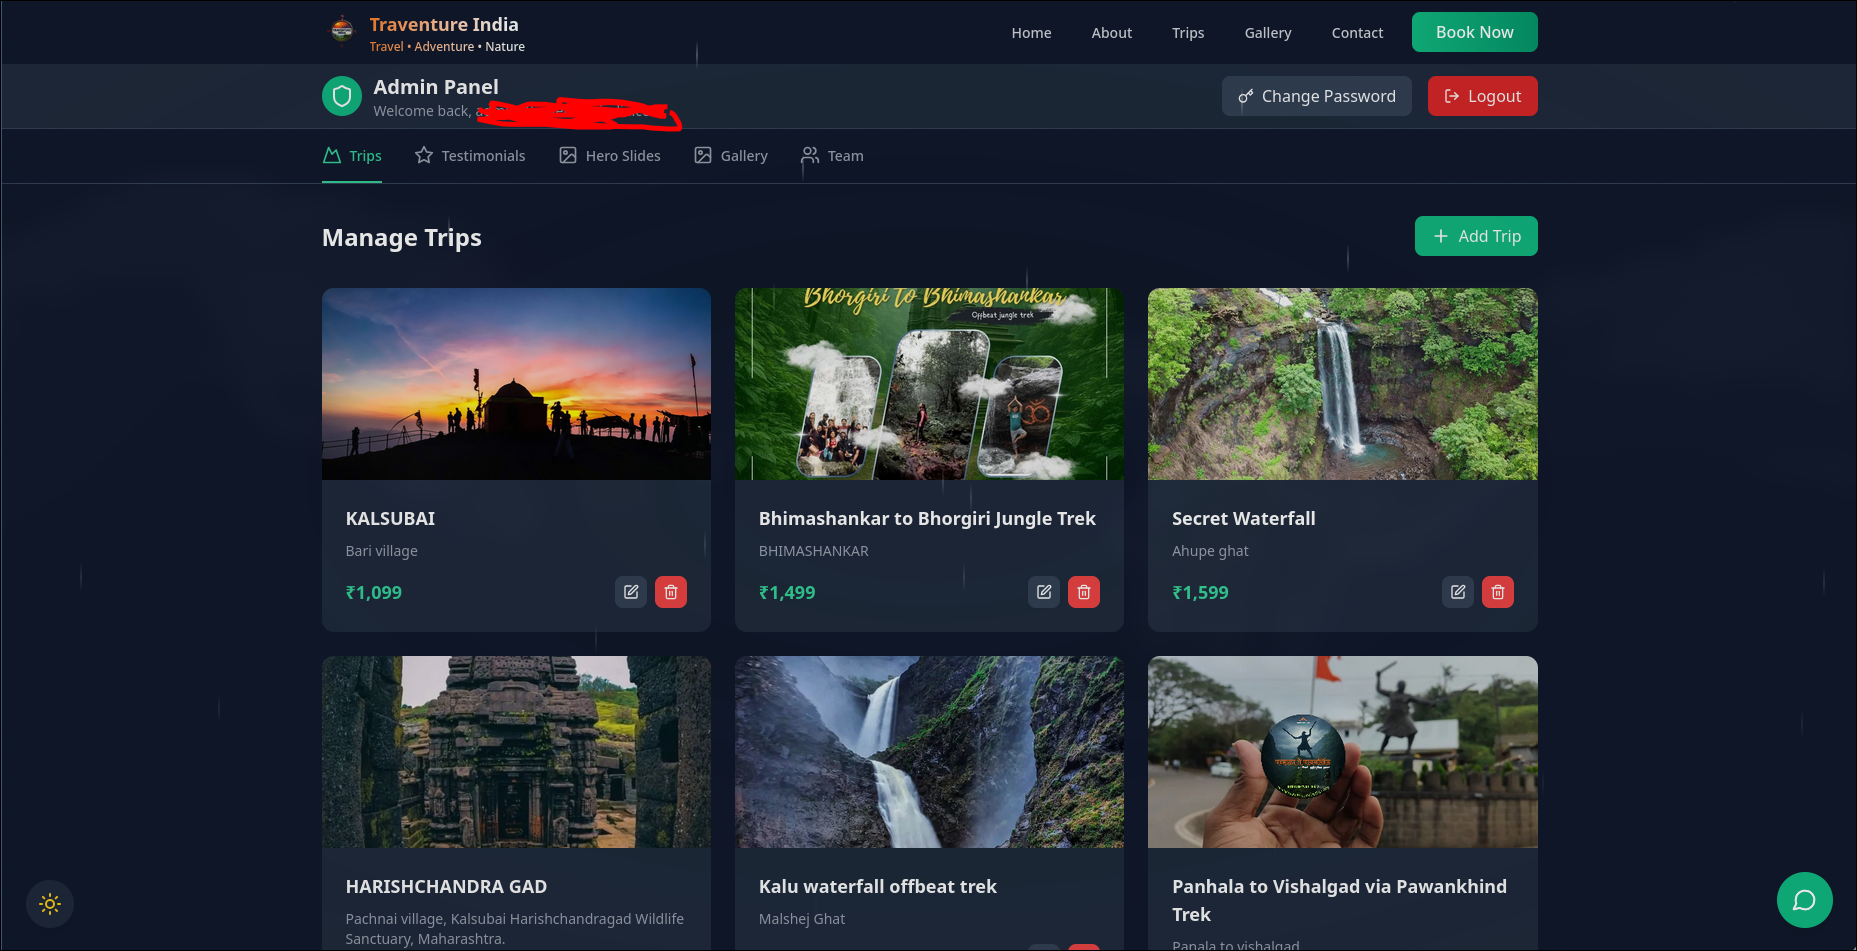 Traventure India
Travel • Adventure • Nature
Home
About
Trips
Gallery
Contact
Book Now
Admin Panel
Welcome back,
Change Password
Logout
Trips
Testimonials
Hero Slides
Gallery
Team
Manage Trips
Add Trip
Bhorgiri to Bhimashankar
Offbeat jungle trek
KALSUBAI
Bari village
₹1,099
Bhimashankar to Bhorgiri Jungle Trek
BHIMASHANKAR
₹1,499
Secret Waterfall
Ahupe ghat
₹1,599
HARISHCHANDRA GAD
Pachnai village, Kalsubai Harishchandragad Wildlife
Sanctuary, Maharashtra.
Kalu waterfall offbeat trek
Malshej Ghat
Panhala to Vishalgad via Pawankhind
Trek
Panala to vishalgad